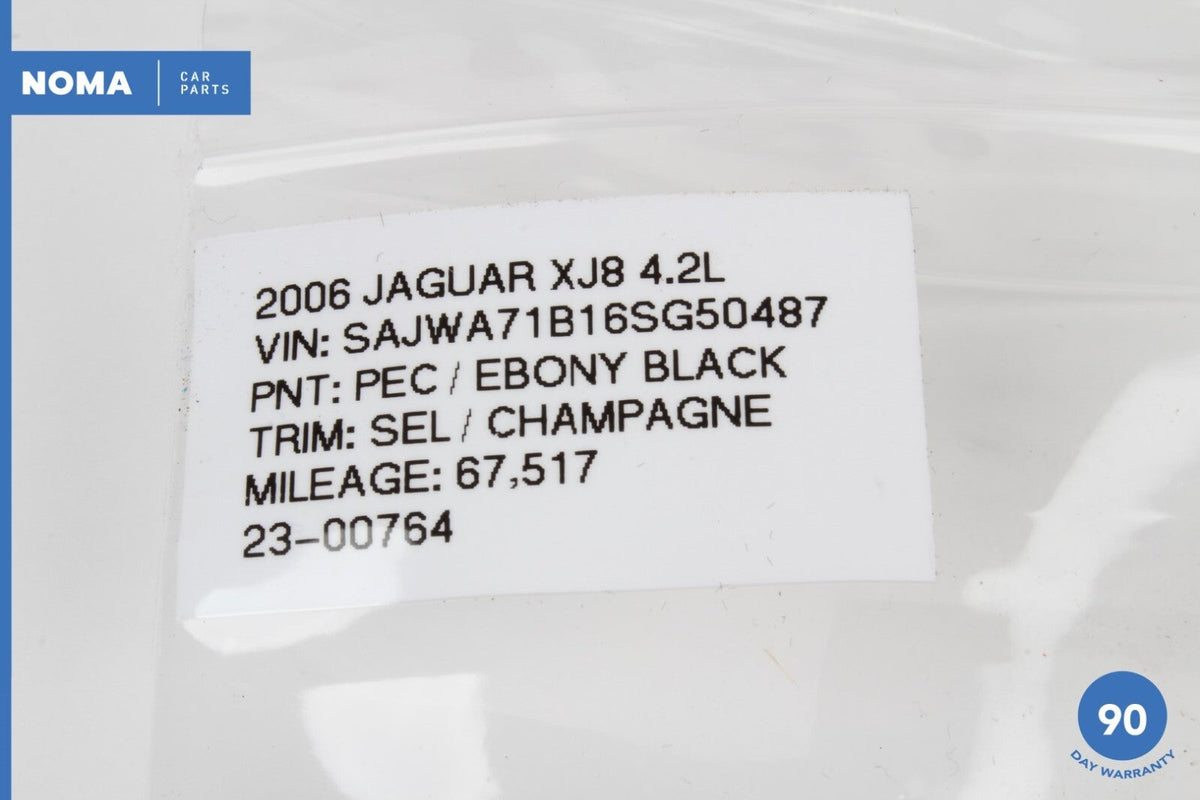 NOMA
CAR
PARTS
2006 JAGUAR XJ8 4.2L
VIN: SAJWA71B16SG50487
PNT: PEC / EBONY BLACK
TRIM: SEL / CHAMPAGNE
MILEAGE: 67,517
23-00764
90
DAY WARRANTY